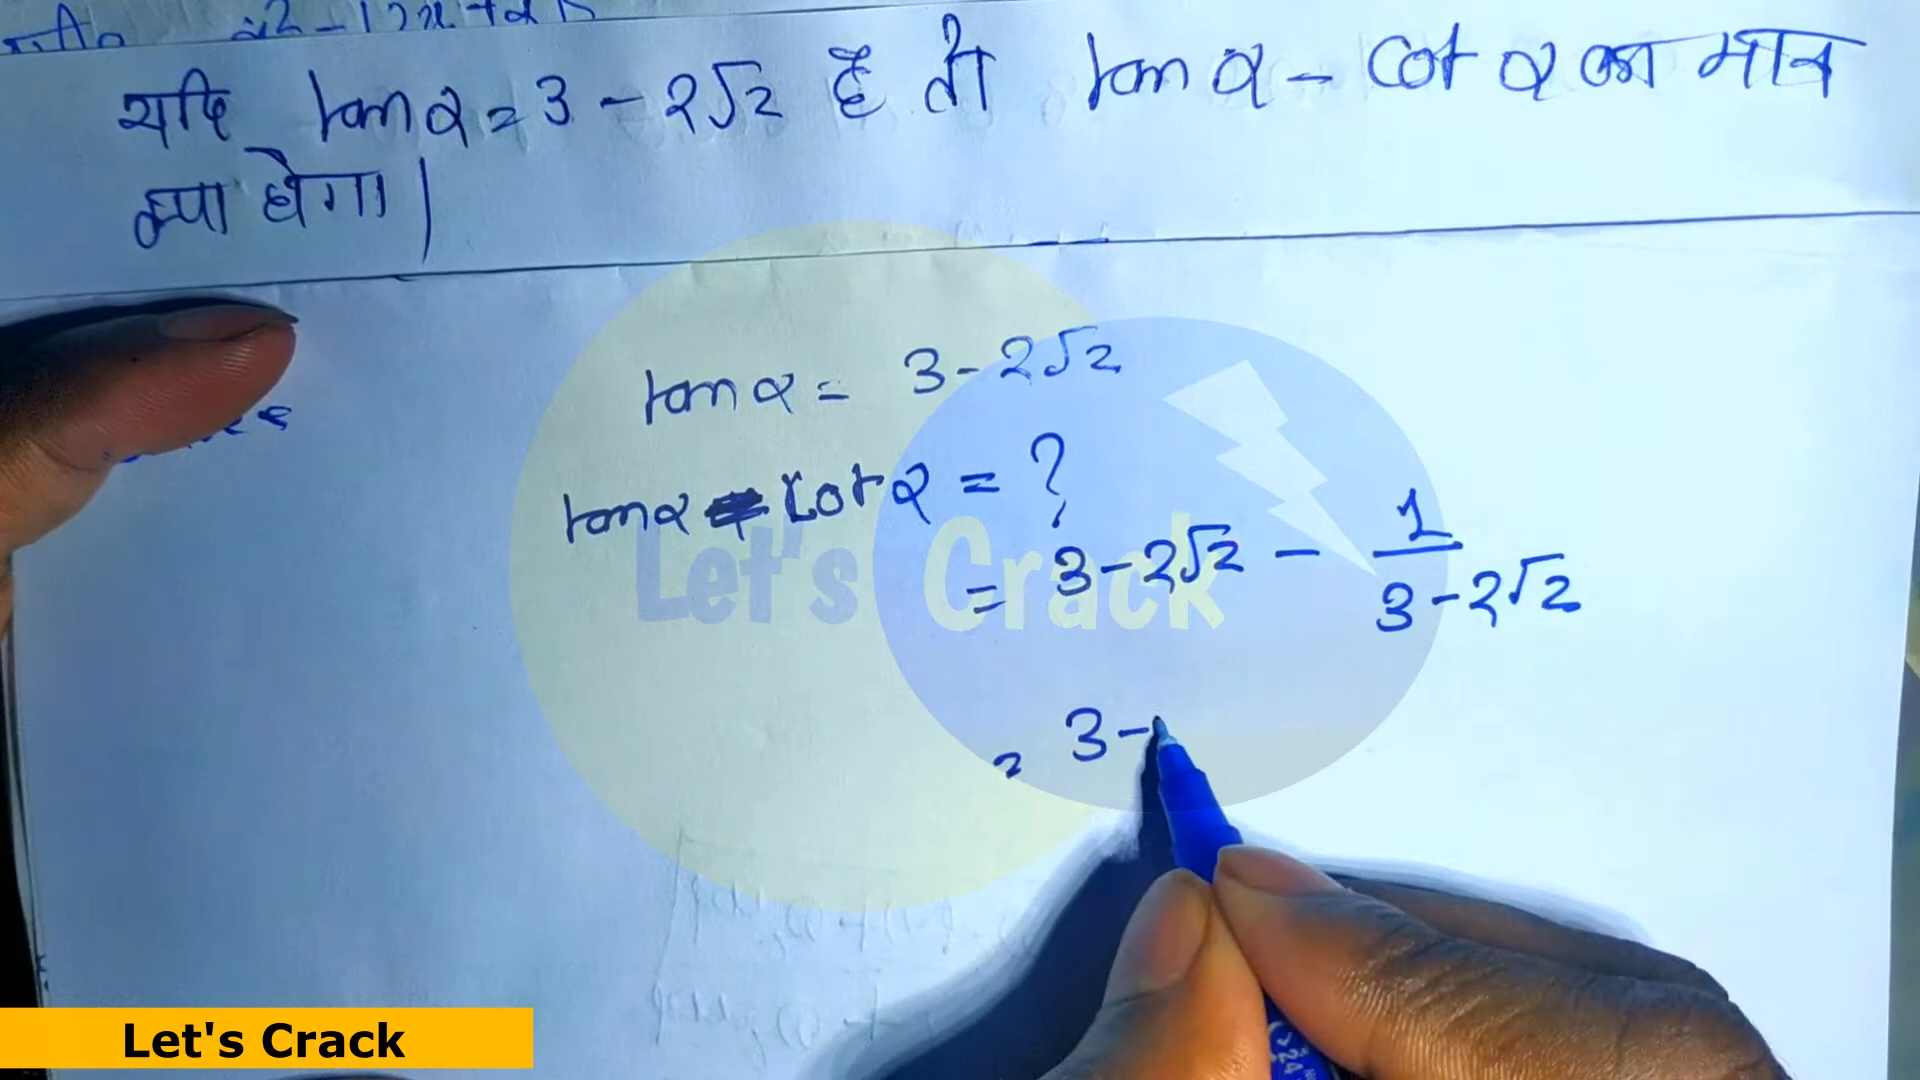 यदि tan α = 3 - 2√2 है तो tan α - cot α का मान
क्या होगा|
tan α = 3 - 2√2
tan α - cot α = ?
= 3 - 2√2 - 1/(3 - 2√2)
= 3 -
Let's Crack
Let's Crack